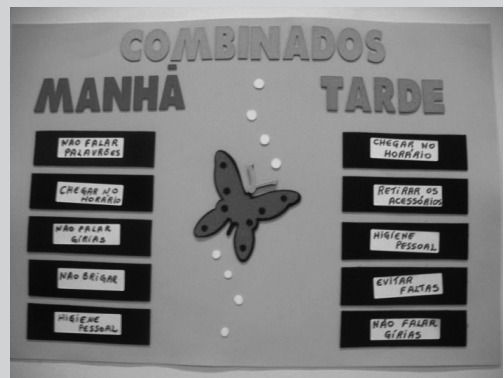 COMBINADOS
MANHÃ
NÃO FALAR
PALAVRÕES
CHEGAR NO
HORÁRIO
NÃO FALAR
GÍRIAS
NÃO BRIGAR
HIGIENE
PESSOAL
TARDE
CHEGAR NO
HORÁRIO
RETIRAR OS
ACESSÓRIOS
HIGIENE
PESSOAL
EVITAR
FALTAS
NÃO FALAR
GÍRIAS